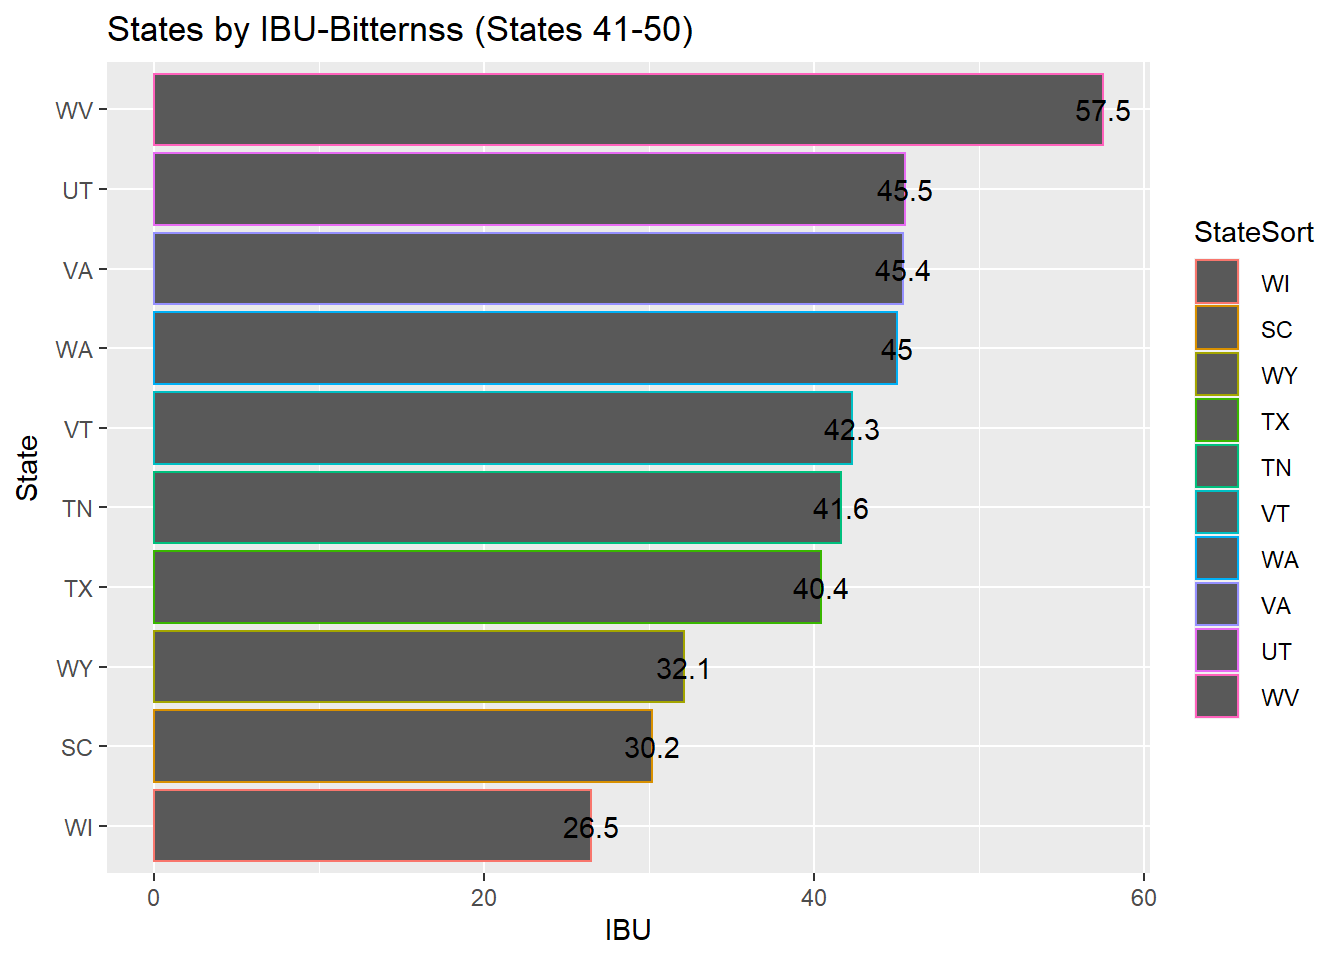 States by IBU-Bitternss (States 41-50)
WV
57.5
UT
45.5
VA
45.4
WA
45
VT
42.3
TN
41.6
TX
40.4
WY
32.1
SC
30.2
WI
26.5
0
20
40
60
IBU
State
StateSort
WI
SC
WY
TX
TN
VT
WA
VA
UT
WV